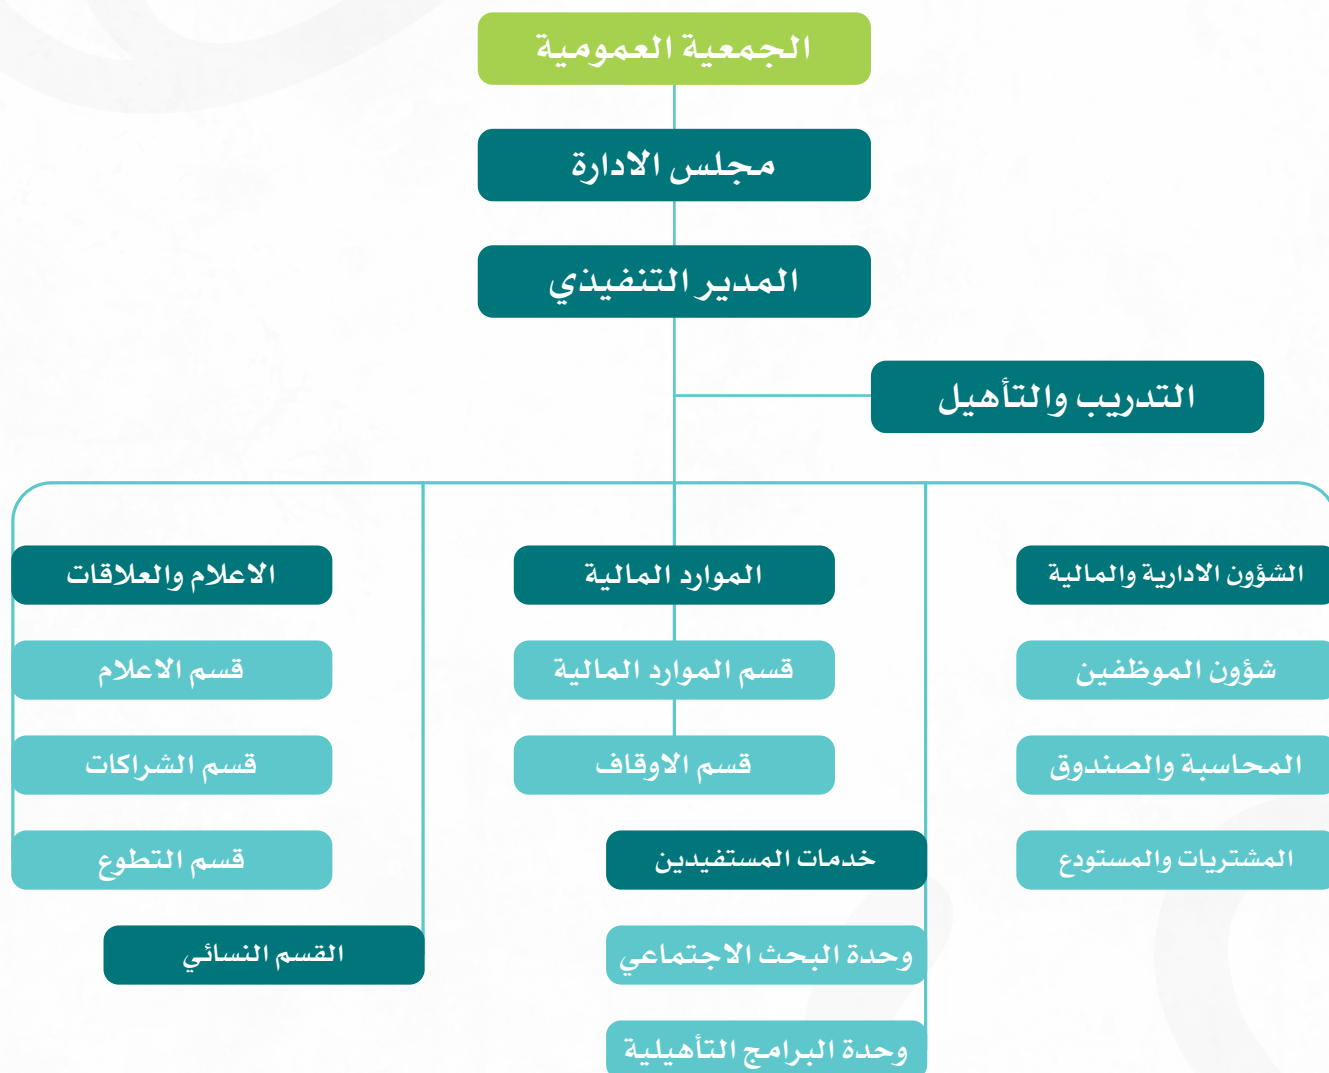 الجمعية العمومية
مجلس الادارة
المدير التنفيذي
التدريب والتأهيل
الشؤون الادارية والمالية
شؤون الموظفين
المحاسبة والصندوق
المشتريات والمستودع
الموارد المالية
قسم الموارد المالية
قسم الاوقاف
خدمات المستفيدين
وحدة البحث الاجتماعي
وحدة البرامج التأهيلية
الاعلام والعلاقات
قسم الاعلام
قسم الشراكات
قسم التطوع
القسم النسائي